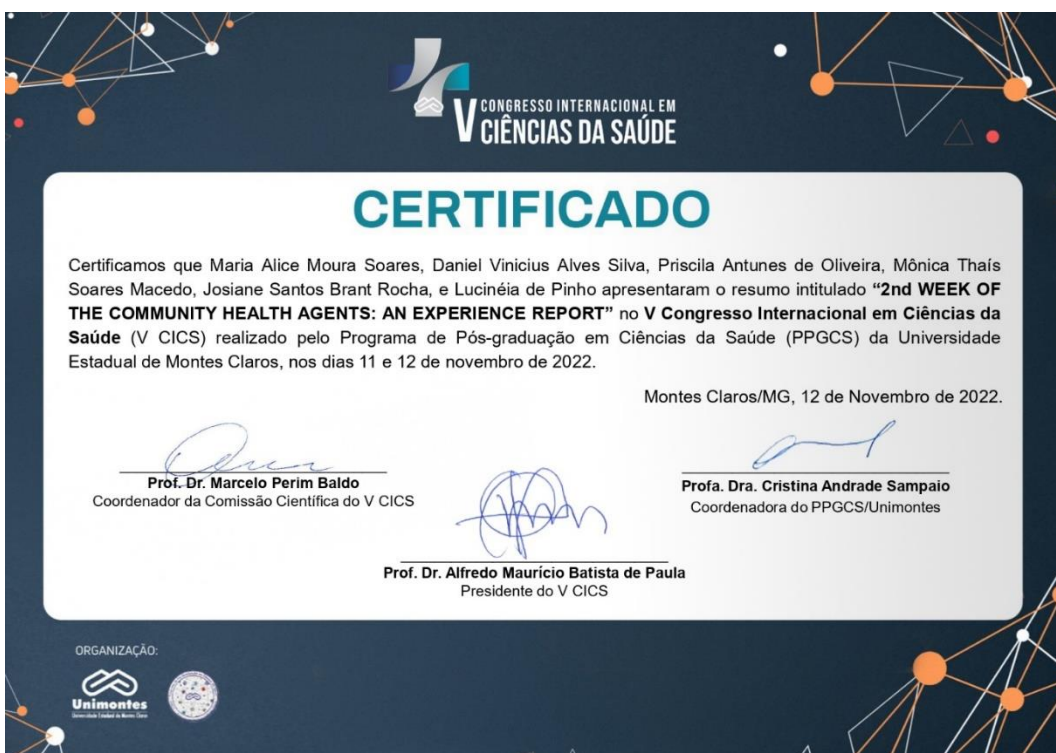 CONGRESSO INTERNACIONAL EM
V CIÊNCIAS DA SAÚDE
CERTIFICADO
Certificamos que Maria Alice Moura Soares, Daniel Vinicius Alves Silva, Priscila Antunes de Oliveira, Mônica Thaís
Soares Macedo, Josiane Santos Brant Rocha, e Lucinéia de Pinho apresentaram o resumo intitulado “2nd WEEK OF
THE COMMUNITY HEALTH AGENTS: AN EXPERIENCE REPORT” no V Congresso Internacional em Ciências da
Saúde (V CICS) realizado pelo Programa de Pós-graduação em Ciências da Saúde (PPGCS) da Universidade
Estadual de Montes Claros, nos dias 11 e 12 de novembro de 2022.
Montes Claros/MG, 12 de Novembro de 2022.
Prof. Dr. Marcelo Perim Baldo
Coordenador da Comissão Científica do V CICS
Profa. Dra. Cristina Andrade Sampaio
Coordenadora do PPGCS/Unimontes
Prof. Dr. Alfredo Maurício Batista de Paula
Presidente do V CICS
ORGANIZAÇÃO:
Unimontes
Universidade Estadual de Montes Claros